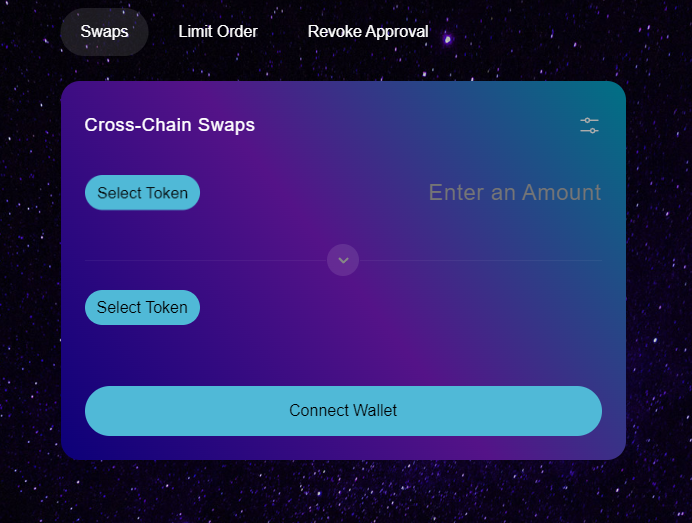 Swaps Limit Order Revoke Approval
Cross-Chain Swaps
Select Token Enter an Amount
Select Token
Connect Wallet